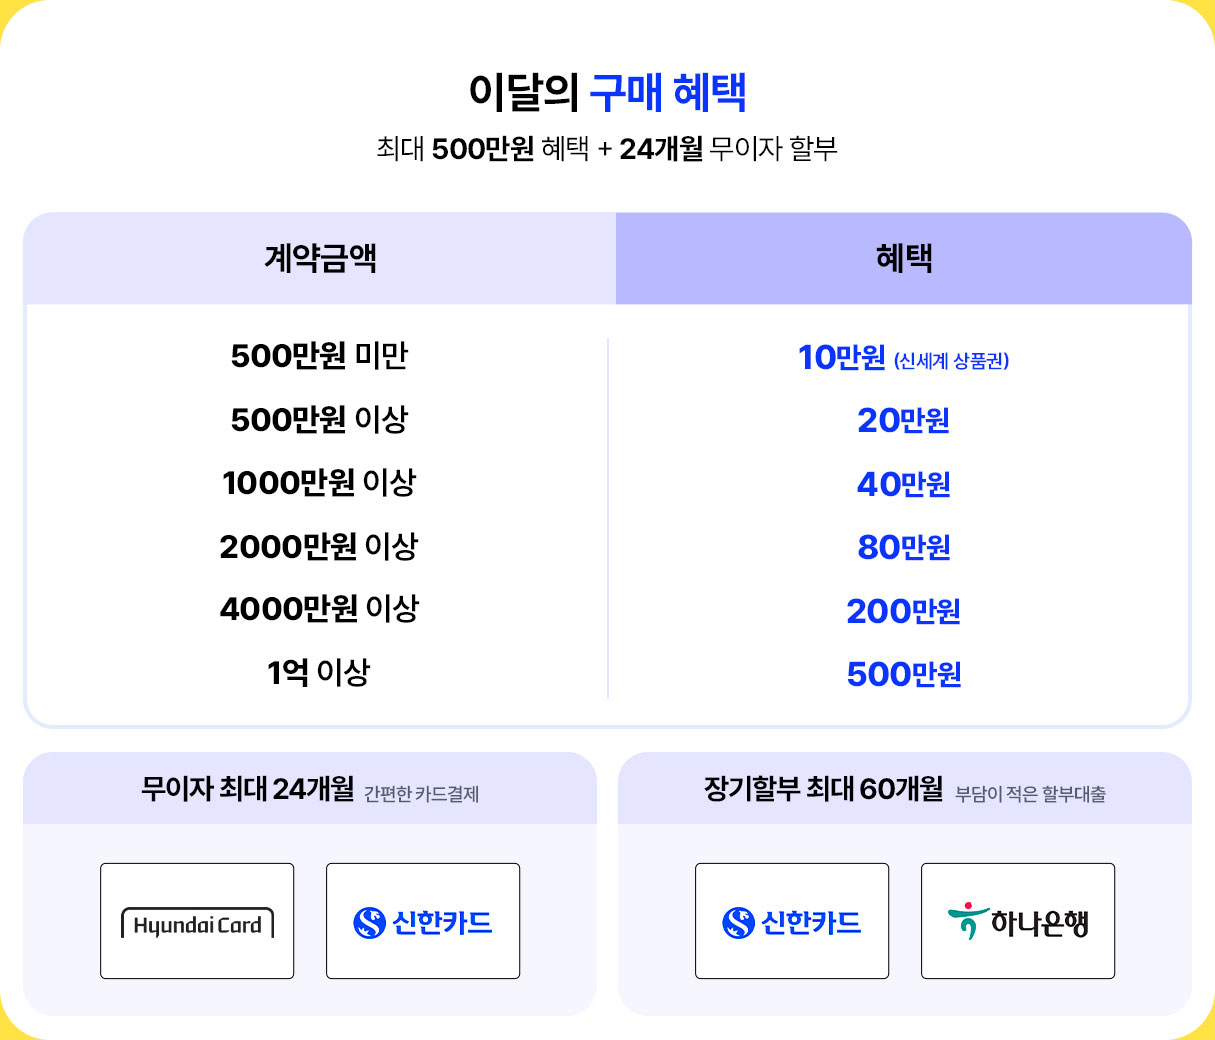 이달의 구매 혜택
최대 500만원 혜택 + 24개월 무이자 할부
계약금액 혜택
500만원 미만 10만원 (신세계 상품권)
500만원 이상 20만원
1000만원 이상 40만원
2000만원 이상 80만원
4000만원 이상 200만원
1억 이상 500만원
무이자 최대 24개월 간편한 카드결제
Hyundai Card 신한카드
장기할부 최대 60개월 부담이 적은 할부대출
신한카드 하나은행